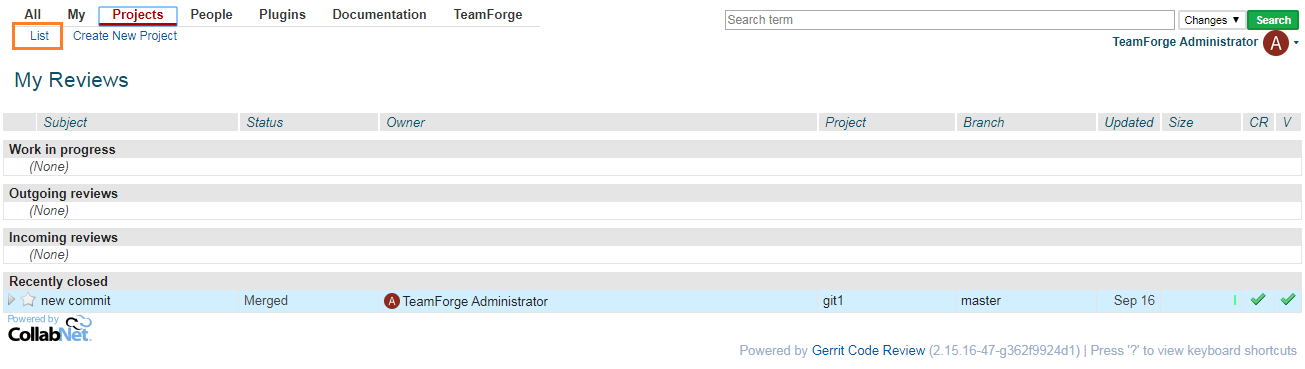 All My Projects People Plugins Documentation TeamForge
Search term Changes ▼ Search
List Create New Project
TeamForge Administrator A
My Reviews
Subject Status Owner Project Branch Updated Size CR V
Work in progress
(None)
Outgoing reviews
(None)
Incoming reviews
(None)
Recently closed
new commit Merged A TeamForge Administrator git1 master Sep 16
Powered by
CollabNet
Powered by Gerrit Code Review (2.15.16-47-g362f9924d1) | Press '?' to view keyboard shortcuts